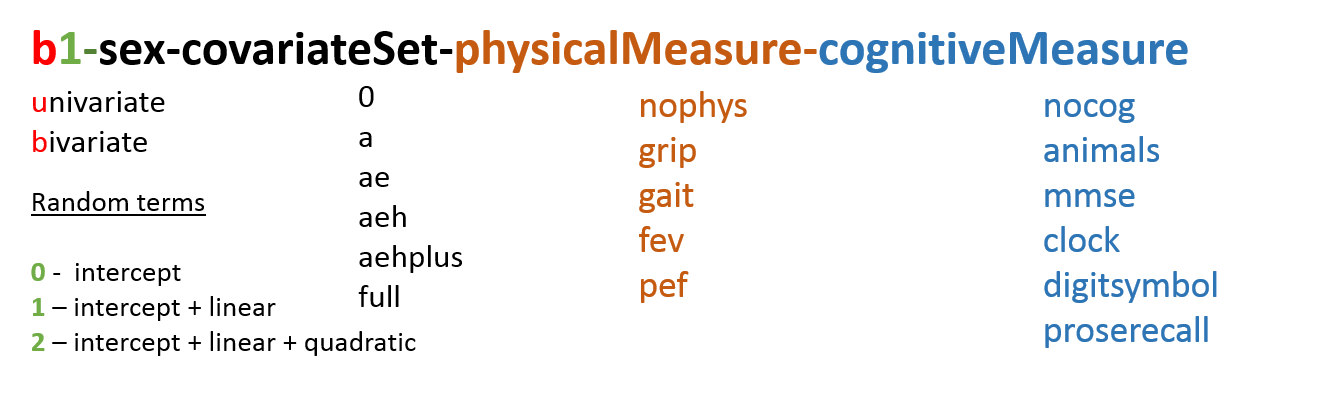 b1-sex-covariateSet-physicalMeasure-cognitiveMeasure
univariate
bivariate
Random terms
0 - intercept
1 – intercept + linear
2 – intercept + linear + quadratic
0
a
ae
aeh
aehplus
full
nophys
grip
gait
fev
pef
nocog
animals
mmse
clock
digitsymbol
proserecall